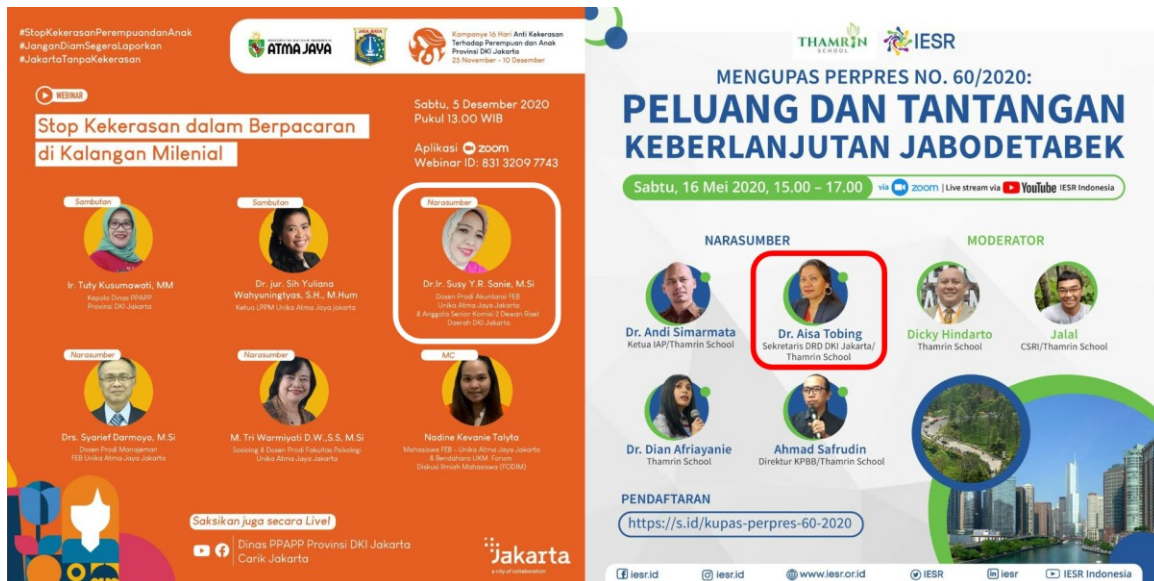 #StopKekerasanPerempuandanAnak
#JanganDiamSegeraLaporkan
#JakartaTanpaKekerasan
ATMA JAYA
JAYA RAYA
Kampanye 16 Hari Anti Kekerasan
Terhadap Perempuan dan Anak
Provinsi DKI Jakarta
25 November - 10 Desember
WEBINAR
Stop Kekerasan dalam Berpacaran
di Kalangan Milenial
Sabtu, 5 Desember 2020
Pukul 13.00 WIB
Aplikasi zoom
Webinar ID: 831 3209 7743
Sambutan
Ir. Tuty Kusumawati, MM
Kepala Dinas PPAPP
Provinsi DKI Jakarta
Sambutan
Dr. jur. Sih Yuliana
Wahyuningtyas, S.H., M.Hum
Ketua LPPM Unika Atma Jaya jakarta
Narasumber
Dr.Ir. Susy Y.R. Sanie, M.Si
Dosen Prodi Akuntansi FEB
Unika Atma Jaya Jakarta
& Anggota Senior Komisi 2 Dewan Riset
Daerah DKI Jakarta
Narasumber
Drs. Syarief Darmoyo, M.Si
Dosen Prodi Manajeman
FEB Unika Atma Jaya Jakarta
Narasumber
M. Tri Warmiyati D.W.,S.S, M.Si
Sosiolog & Dosen Prodi Fakultas Psikologi
Unika Atma Jaya Jakarta
MC
Nadine Kevanie Talyta
Mahasiswa FEB - Unika Atma Jaya Jakarta
& Bendahara UKM Forum
Diskusi Ilmiah Mahasiswa (FODIM)
Saksikan juga secara Live!
Dinas PPAPP Provinsi DKI Jakarta
Carik Jakarta
Jakarta
a city of collaboration
THAMRIN
SCHOOL
IESR
MENGUPAS PERPRES NO. 60/2020:
PELUANG DAN TANTANGAN
KEBERLANJUTAN JABODETABEK
Sabtu, 16 Mei 2020, 15.00 – 17.00 via zoom | Live stream via YouTube IESR Indonesia
NARASUMBER
MODERATOR
Dr. Andi Simarmata
Ketua IAP/Thamrin School
Dr. Aisa Tobing
Sekretaris DRD DKI Jakarta/
Thamrin School
Dicky Hindarto
Thamrin School
Jalal
CSRI/Thamrin School
Dr. Dian Afriayanie
Thamrin School
Ahmad Safrudin
Direktur KPBB/Thamrin School
PENDAFTARAN
https://s.id/kupas-perpres-60-2020
iesr.id
iesr.id
www.iesr.or.id
IESR
iesr
IESR Indonesia